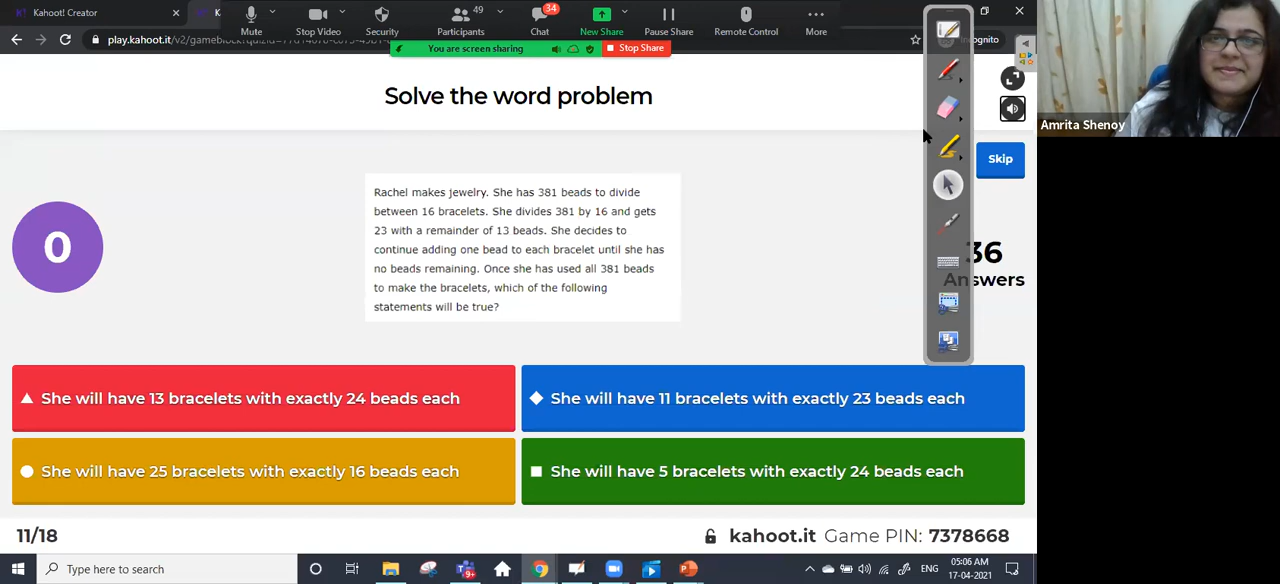 Kahoot! Creator
K
Mute
Stop Video
Security
49
Participants
34
Chat
New Share
Pause Share
Remote Control
More
play.kahoot.it/v2/gameblock
You are screen sharing
Stop Share
Solve the word problem
Amrita Shenoy
Skip
0
Rachel makes jewelry. She has 381 beads to divide
between 16 bracelets. She divides 381 by 16 and gets
23 with a remainder of 13 beads. She decides to
continue adding one bead to each bracelet until she has
no beads remaining. Once she has used all 381 beads
to make the bracelets, which of the following
statements will be true?
36
Answers
She will have 13 bracelets with exactly 24 beads each
She will have 11 bracelets with exactly 23 beads each
She will have 25 bracelets with exactly 16 beads each
She will have 5 bracelets with exactly 24 beads each
11/18
kahoot.it Game PIN: 7378668
Type here to search
9+
ENG
05:06 AM
17-04-2021